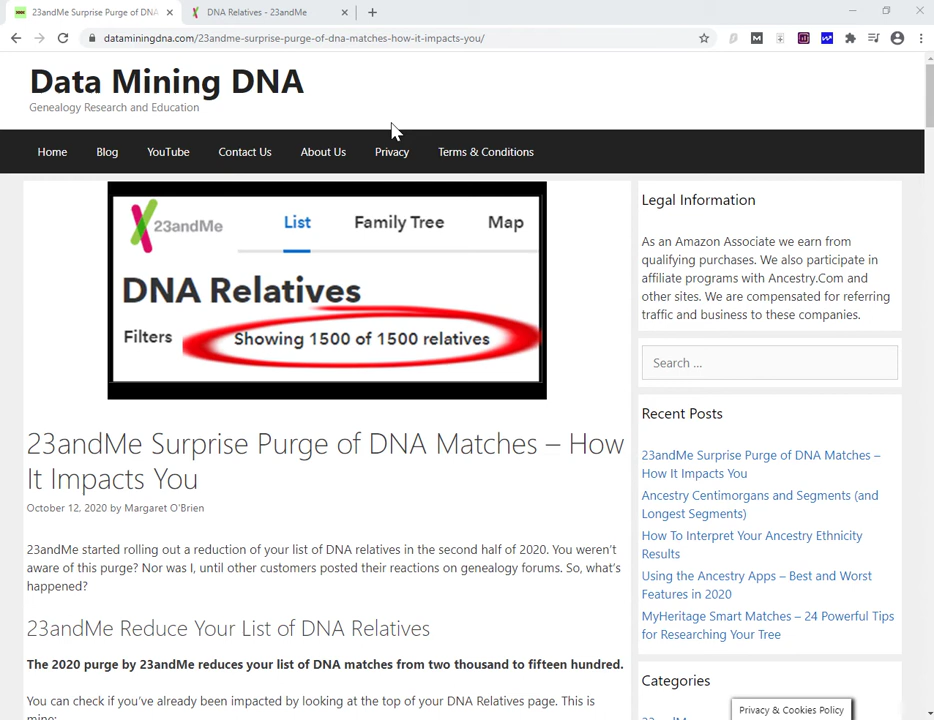 23andMe Surprise Purge of DNA
DNA Relatives - 23andMe
dataminingdna.com/23andme-surprise-purge-of-dna-matches-how-it-impacts-you/
Data Mining DNA
Genealogy Research and Education
Home Blog YouTube Contact Us About Us Privacy Terms & Conditions
23andMe List Family Tree Map
DNA Relatives
Filters Showing 1500 of 1500 relatives
23andMe Surprise Purge of DNA Matches – How
It Impacts You
October 12, 2020 by Margaret O'Brien
23andMe started rolling out a reduction of your list of DNA relatives in the second half of 2020. You weren't
aware of this purge? Nor was I, until other customers posted their reactions on genealogy forums. So, what's
happened?
23andMe Reduce Your List of DNA Relatives
The 2020 purge by 23andMe reduces your list of DNA matches from two thousand to fifteen hundred.
You can check if you've already been impacted by looking at the top of your DNA Relatives page. This is
mine:
Legal Information
As an Amazon Associate we earn from
qualifying purchases. We also participate in
affiliate programs with Ancestry.Com and
other sites. We are compensated for referring
traffic and business to these companies.
Search ...
Recent Posts
23andMe Surprise Purge of DNA Matches –
How It Impacts You
Ancestry Centimorgans and Segments (and
Longest Segments)
How To Interpret Your Ancestry Ethnicity
Results
Using the Ancestry Apps – Best and Worst
Features in 2020
MyHeritage Smart Matches – 24 Powerful Tips
for Researching Your Tree
Categories
Privacy & Cookies Policy